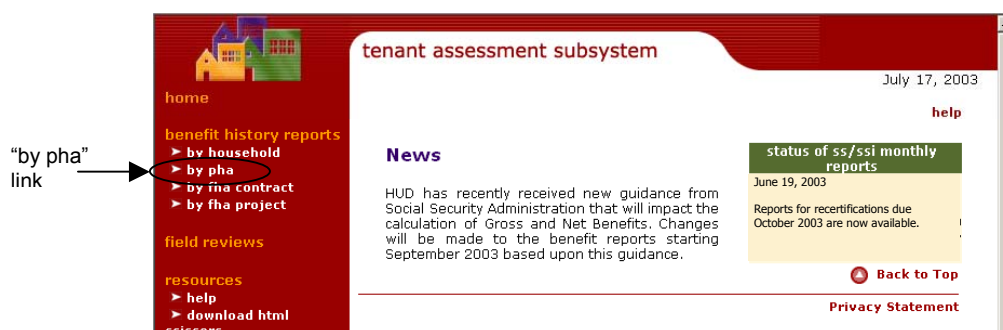 tenant assessment subsystem
July 17, 2003
help
home
benefit history reports
by household
by pha
by fha contract
by fha project
field reviews
resources
help
download html
scissors
"by pha"
link
News
HUD has recently received new guidance from
Social Security Administration that will impact the
calculation of Gross and Net Benefits. Changes
will be made to the benefit reports starting
September 2003 based upon this guidance.
status of ss/ssi monthly
reports
June 19, 2003
Reports for recertifications due
October 2003 are now available.
Back to Top
Privacy Statement